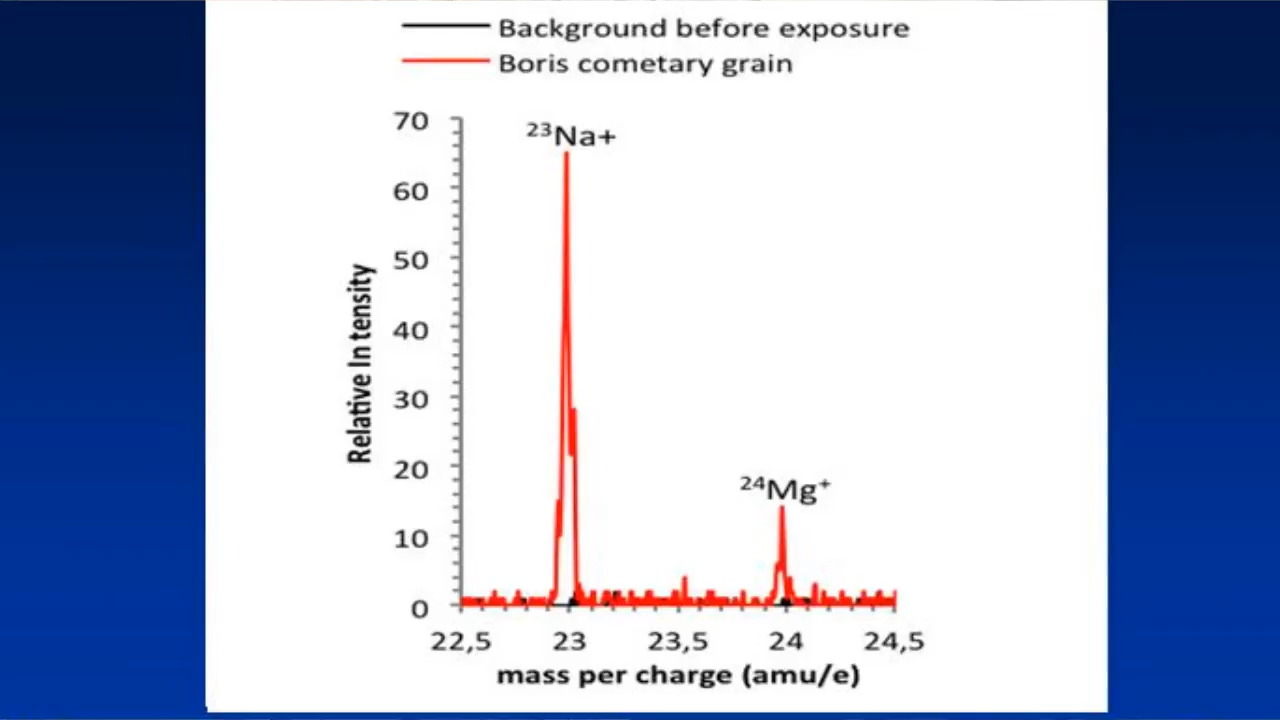 Background before exposure
Boris cometary grain
70
²³Na+
60
50
40
30
20
²⁴Mg⁺
10
0
22,5 23 23,5 24 24,5
mass per charge (amu/e)
Relative In tensity